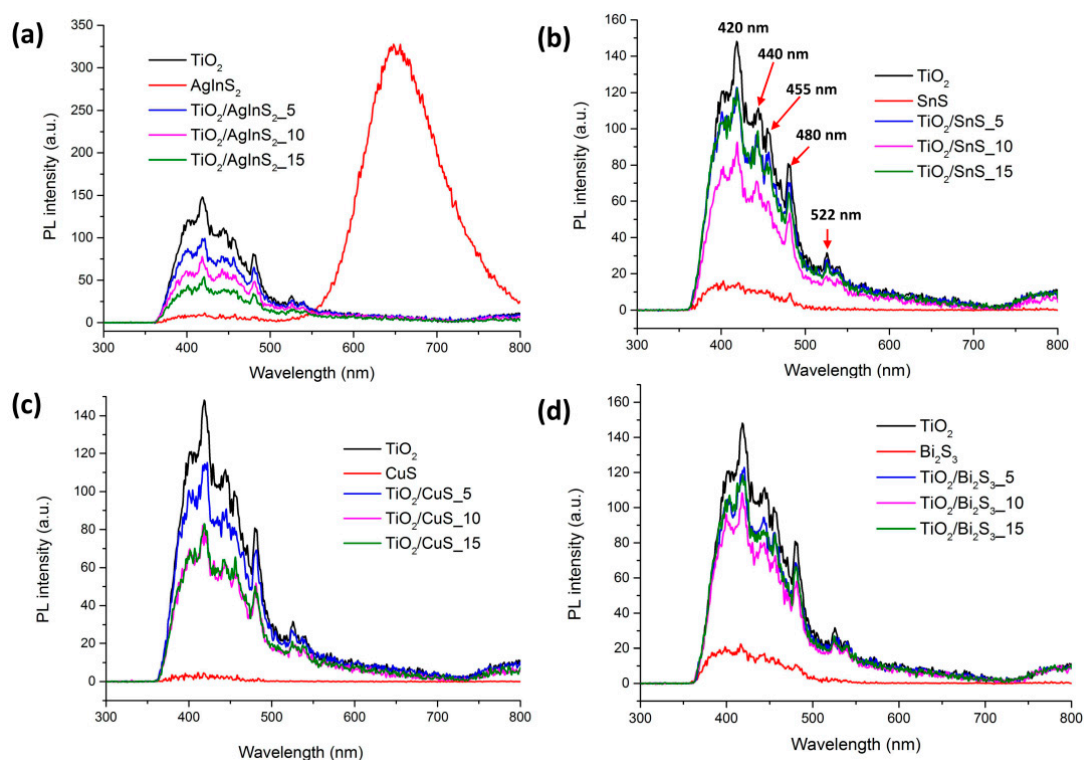 (a)
TiO2
AgInS2
TiO2/AgInS2_5
TiO2/AgInS2_10
TiO2/AgInS2_15
PL intensity (a.u.)
350
300
250
200
150
100
50
0
300 400 500 600 700 800
Wavelength (nm)
(b)
420 nm
440 nm
455 nm
480 nm
522 nm
TiO2
SnS
TiO2/SnS_5
TiO2/SnS_10
TiO2/SnS_15
PL intensity (a.u.)
160
140
120
100
80
60
40
20
0
300 400 500 600 700 800
Wavelength (nm)
(c)
TiO2
CuS
TiO2/CuS_5
TiO2/CuS_10
TiO2/CuS_15
PL intensity (a.u.)
140
120
100
80
60
40
20
0
300 400 500 600 700 800
Wavelength (nm)
(d)
TiO2
Bi2S3
TiO2/Bi2S3_5
TiO2/Bi2S3_10
TiO2/Bi2S3_15
PL intensity (a.u.)
160
140
120
100
80
60
40
20
0
300 400 500 600 700 800
Wavelength (nm)